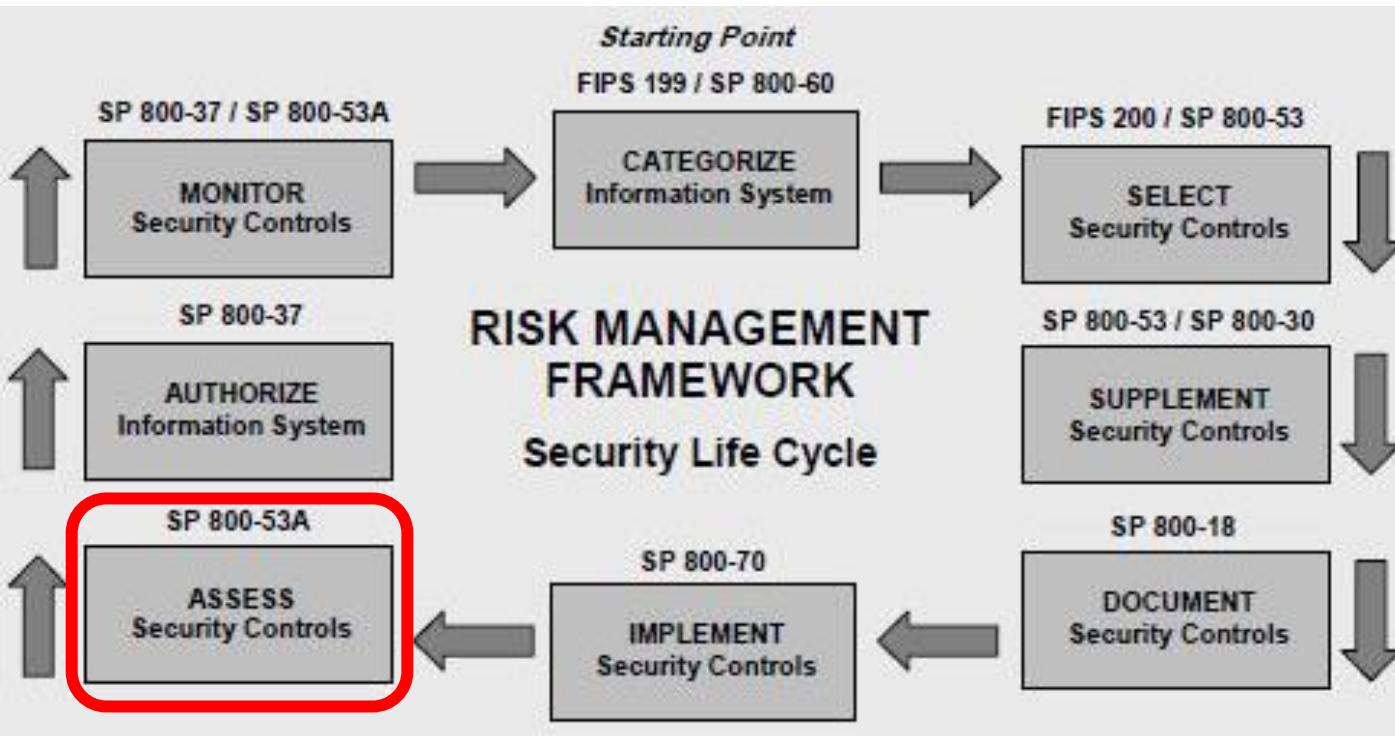 Starting Point
FIPS 199 / SP 800-60
CATEGORIZE
Information System
FIPS 200 / SP 800-53
SELECT
Security Controls
SP 800-53 / SP 800-30
SUPPLEMENT
Security Controls
SP 800-18
DOCUMENT
Security Controls
SP 800-70
IMPLEMENT
Security Controls
SP 800-53A
ASSESS
Security Controls
SP 800-37
AUTHORIZE
Information System
SP 800-37 / SP 800-53A
MONITOR
Security Controls
RISK MANAGEMENT
FRAMEWORK
Security Life Cycle